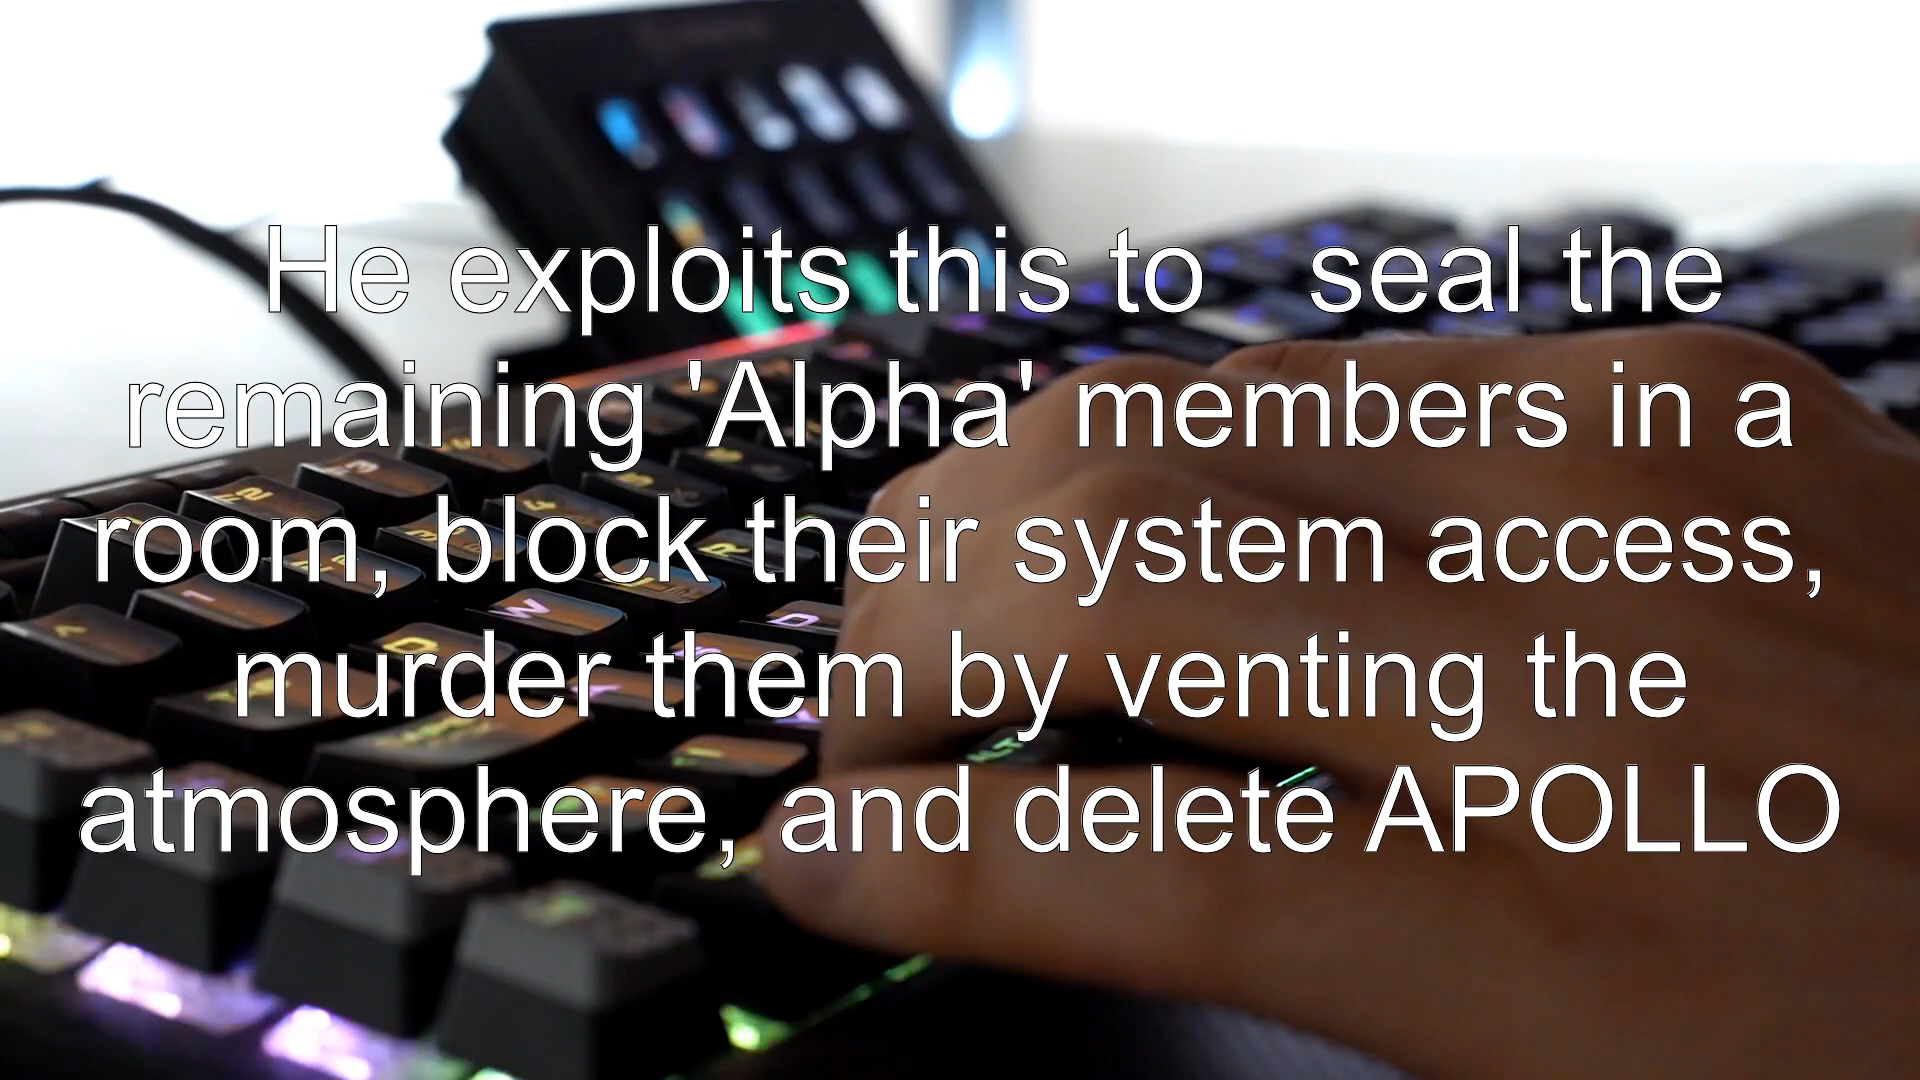 He exploits this to   seal the
remaining 'Alpha' members in a
room, block their system access,
murder them by venting the
atmosphere, and delete APOLLO